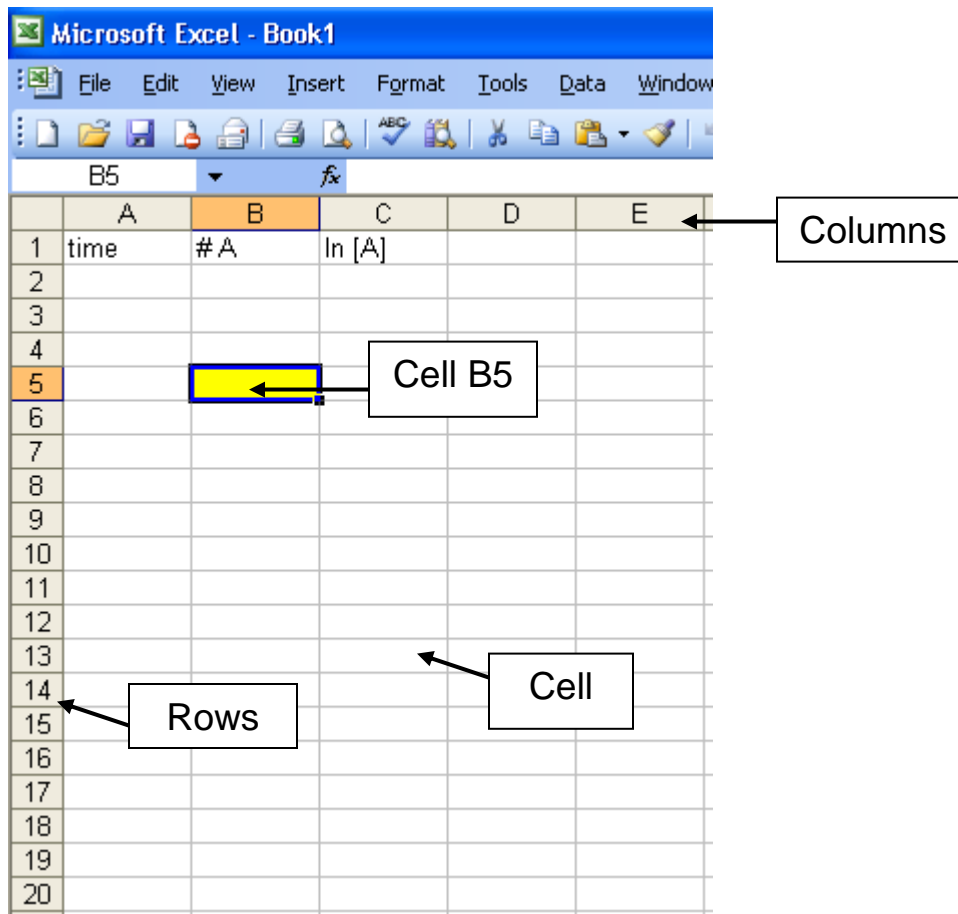 Microsoft Excel - Book1
File Edit View Insert Format Tools Data Window
ABC
B5 fx
A B C D E
Columns
1 time # A ln [A]
2
3
4
Cell B5
5
6
7
8
9
10
11
12
13
Cell
14
Rows
15
16
17
18
19
20